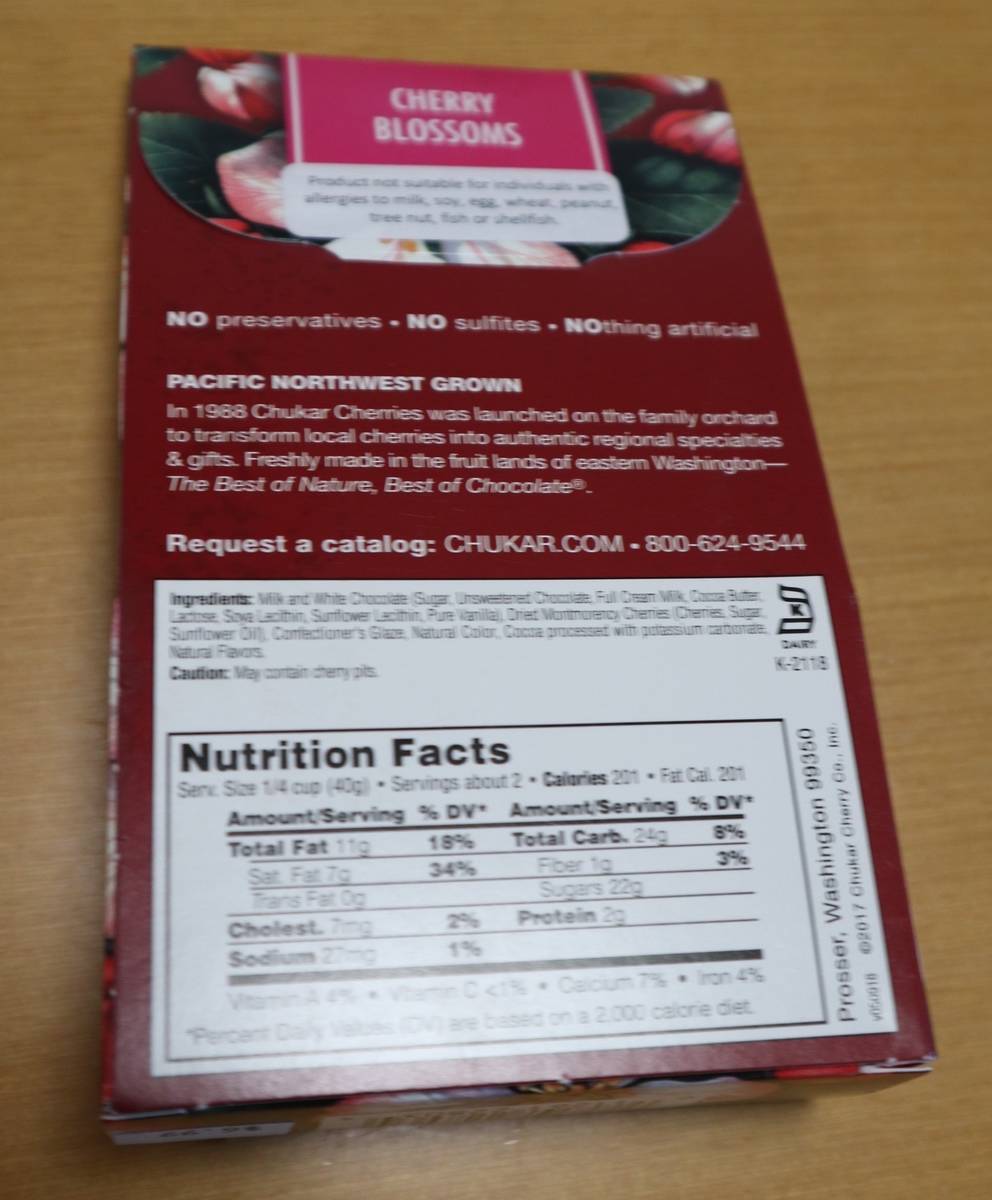 CHERRY
BLOSSOMS
Product not suitable for individuals with
allergies to milk, soy, egg, wheat, peanut,
tree nut, fish or shellfish.
NO preservatives • NO sulfites • NOthing artificial
PACIFIC NORTHWEST GROWN
In 1988 Chukar Cherries was launched on the family orchard
to transform local cherries into authentic regional specialties
& gifts. Freshly made in the fruit lands of eastern Washington—
The Best of Nature, Best of Chocolate®.
Request a catalog: CHUKAR.COM • 800-624-9544
Ingredients: Milk and White Chocolate (Sugar, Unsweetened Chocolate, Full Cream Milk, Cocoa Butter,
Lactose, Soya Lecithin, Sunflower Lecithin, Pure Vanilla), Dried Montmorency Cherries (Cherries, Sugar,
Sunflower Oil), Confectioner's Glaze, Natural Color, Cocoa processed with potassium carbonate,
Natural Flavors.
Caution: May contain cherry pits.
K
DAIRY
K-2118
Nutrition Facts
Serv. Size 1/4 cup (40g) • Servings about 2 • Calories 201 • Fat Cal. 201
Amount/Serving % DV* Amount/Serving % DV*
Total Fat 11g 18% Total Carb. 24g 8%
Sat. Fat 7g 34% Fiber 1g 3%
Trans Fat 0g Sugars 22g
Cholest. 7mg 2% Protein 2g
Sodium 27mg 1%
Vitamin A 4% • Vitamin C <1% • Calcium 7% • Iron 4%
*Percent Daily Values (DV) are based on a 2,000 calorie diet.
Prosser, Washington 99350
©2017 Chukar Cherry Co., Inc.